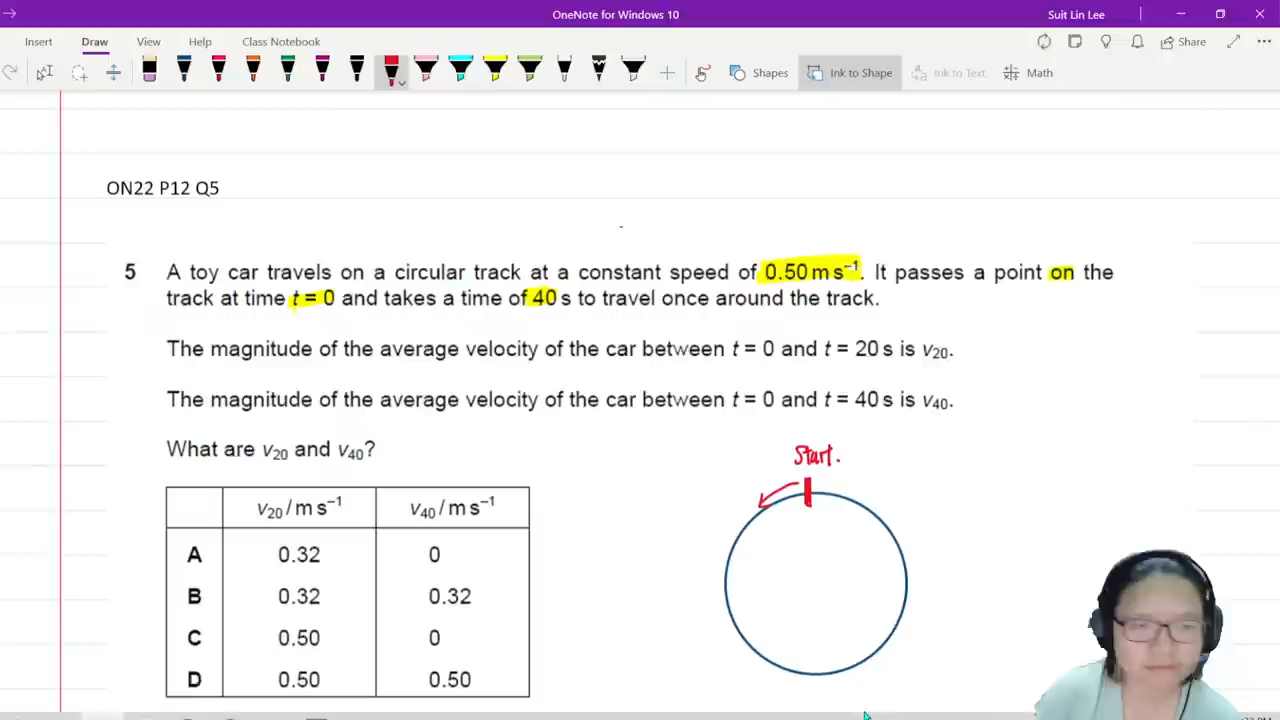 OneNote for Windows 10
Suit Lin Lee
Insert Draw View Help Class Notebook
Share
Shapes Ink to Shape Ink to Text Math
ON22 P12 Q5
5 A toy car travels on a circular track at a constant speed of 0.50 m s⁻¹. It passes a point on the
track at time t = 0 and takes a time of 40 s to travel once around the track.
The magnitude of the average velocity of the car between t = 0 and t = 20 s is v₂₀.
The magnitude of the average velocity of the car between t = 0 and t = 40 s is v₄₀.
What are v₂₀ and v₄₀?
Start.
v₂₀ / m s⁻¹ v₄₀ / m s⁻¹
A 0.32 0
B 0.32 0.32
C 0.50 0
D 0.50 0.50